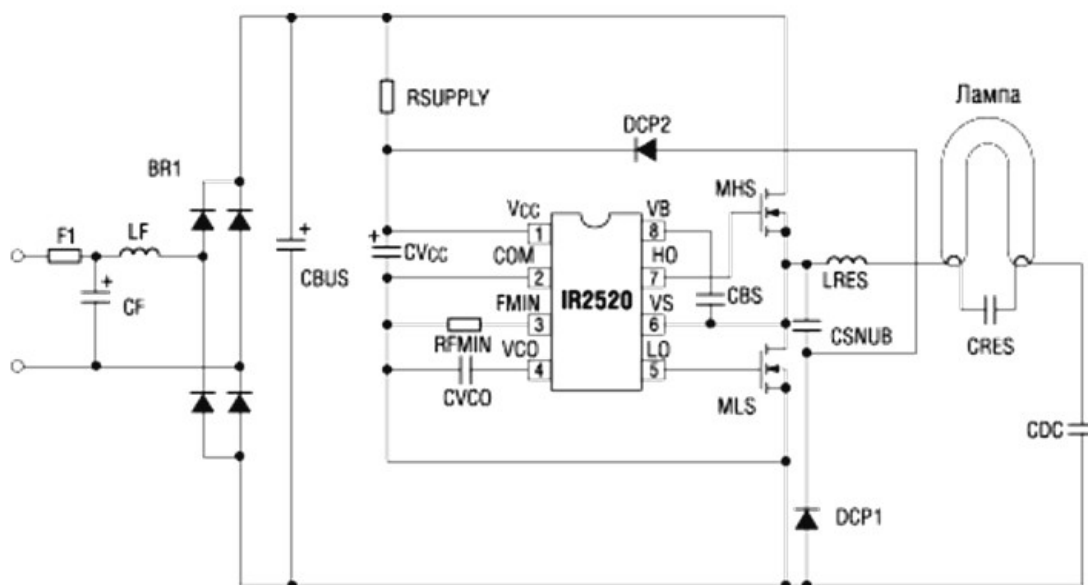 RSUPPLY
Лампа
DCP2
BR1
MHS
VCC
VB
F1
LF
1
8
+
CVCC
COM
HO
+
CBUS
2
7
LRES
+
CF
IR2520
CBS
FMIN
VS
3
6
CSNUB
CRES
RFMIN
VCO
LO
4
5
CVCO
MLS
CDC
DCP1